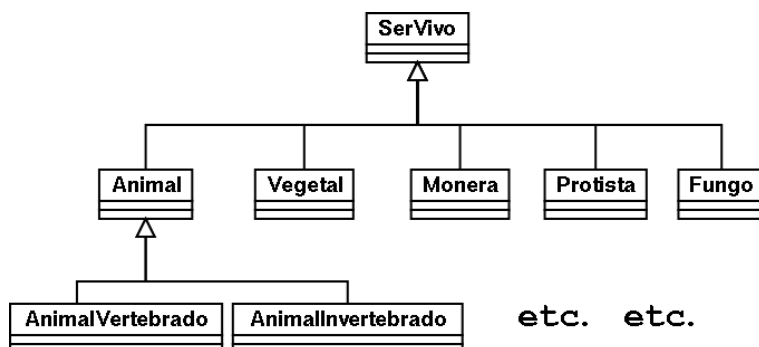 SerVivo
Animal Vegetal Monera Protista Fungo
AnimalVertebrado AnimalInvertebrado etc. etc.